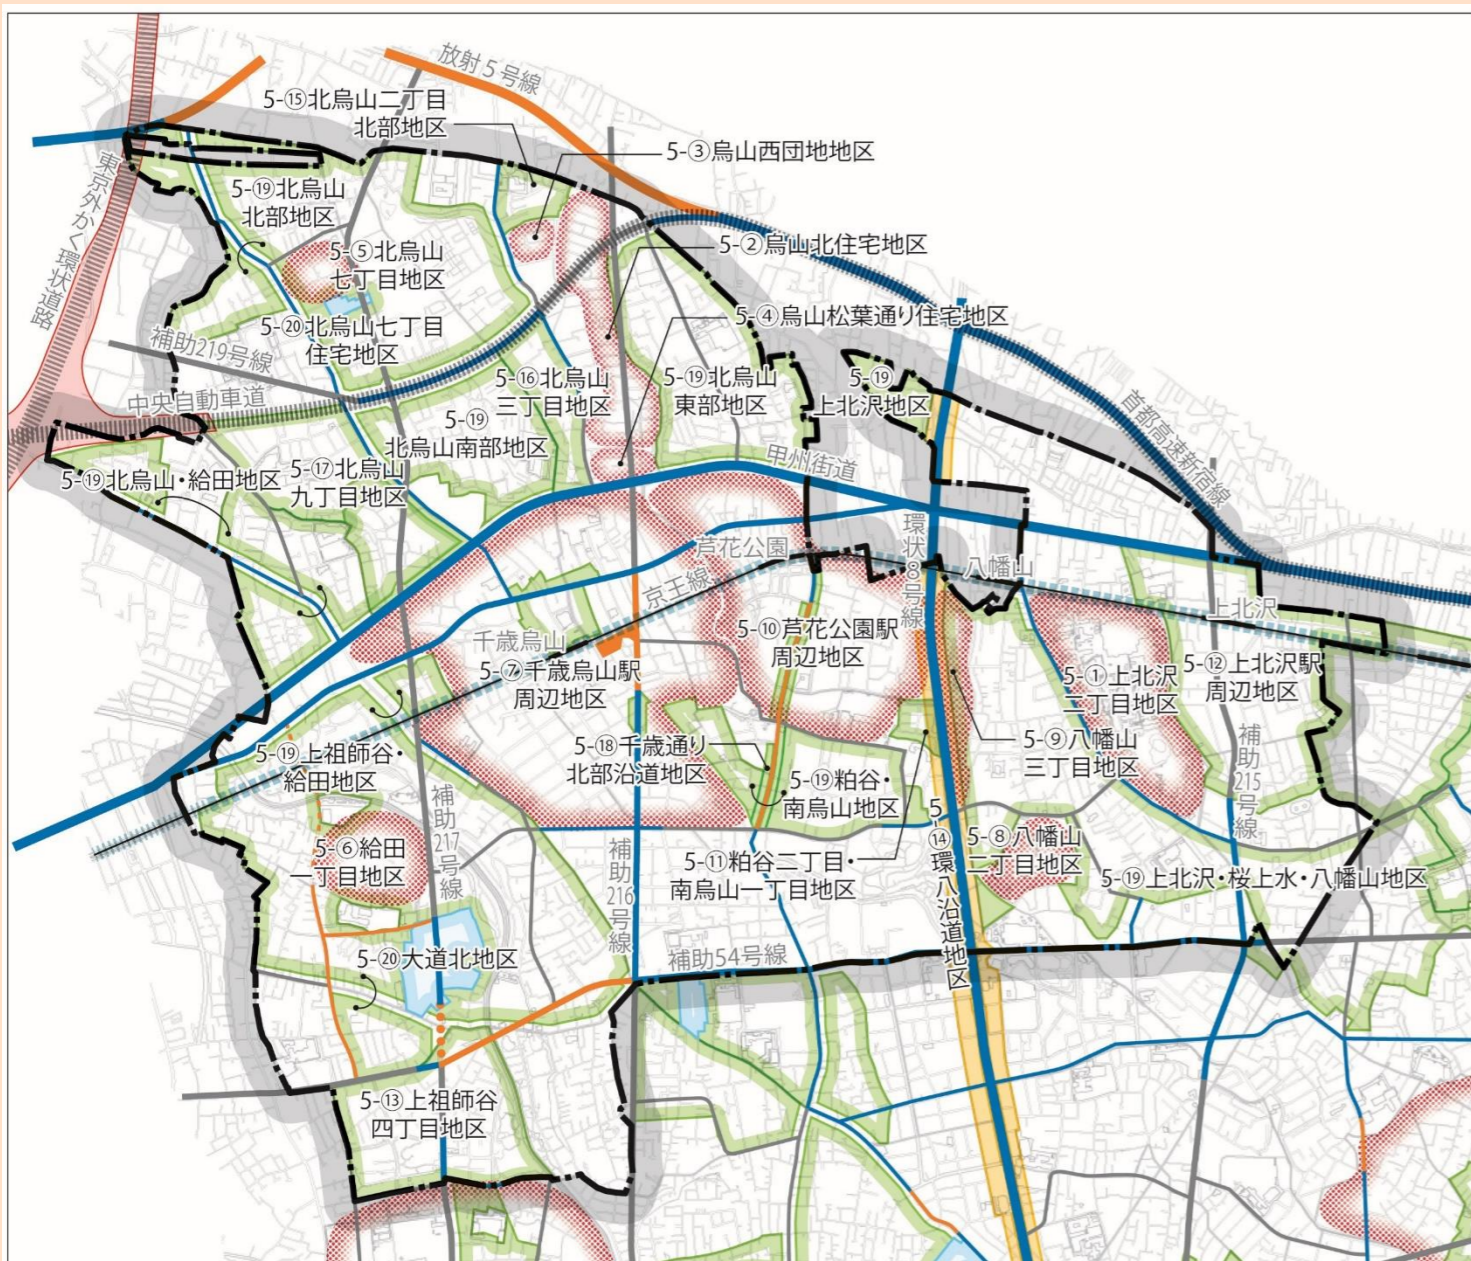 放射5号線
5-⑮北烏山二丁目
北部地区
5-③烏山西団地地区
東京外かく環状道路
5-⑲北烏山
北部地区
5-⑤北烏山
七丁目地区
5-②烏山北住宅地区
5-⑳北烏山七丁目
住宅地区
5-④烏山松葉通り住宅地区
補助219号線
中央自動車道
5-⑯北烏山
三丁目地区
5-⑲北烏山
東部地区
5-⑲
上北沢地区
首都高速新宿線
5-⑲
北烏山南部地区
5-⑲北烏山・給田地区
5-⑰北烏山
九丁目地区
甲州街道
芦花公園
環状8号線
八幡山
京王線
上北沢
千歳烏山
5-⑦千歳烏山駅
周辺地区
5-⑩芦花公園駅
周辺地区
5-①上北沢
二丁目地区
5-⑫上北沢駅
周辺地区
5-⑲上祖師谷・
給田地区
5-⑱千歳通り
北部沿道地区
5-⑨八幡山
三丁目地区
補助215号線
5-⑲粕谷・
南烏山地区
補助217号線
5-⑥給田
一丁目地区
補助216号線
5-⑪粕谷二丁目・
南烏山一丁目地区
5-⑭環八沿道地区
5-⑧八幡山
二丁目地区
5-⑲上北沢・桜上水・八幡山地区
5-⑳大道北地区
補助54号線
5-⑬上祖師谷
四丁目地区